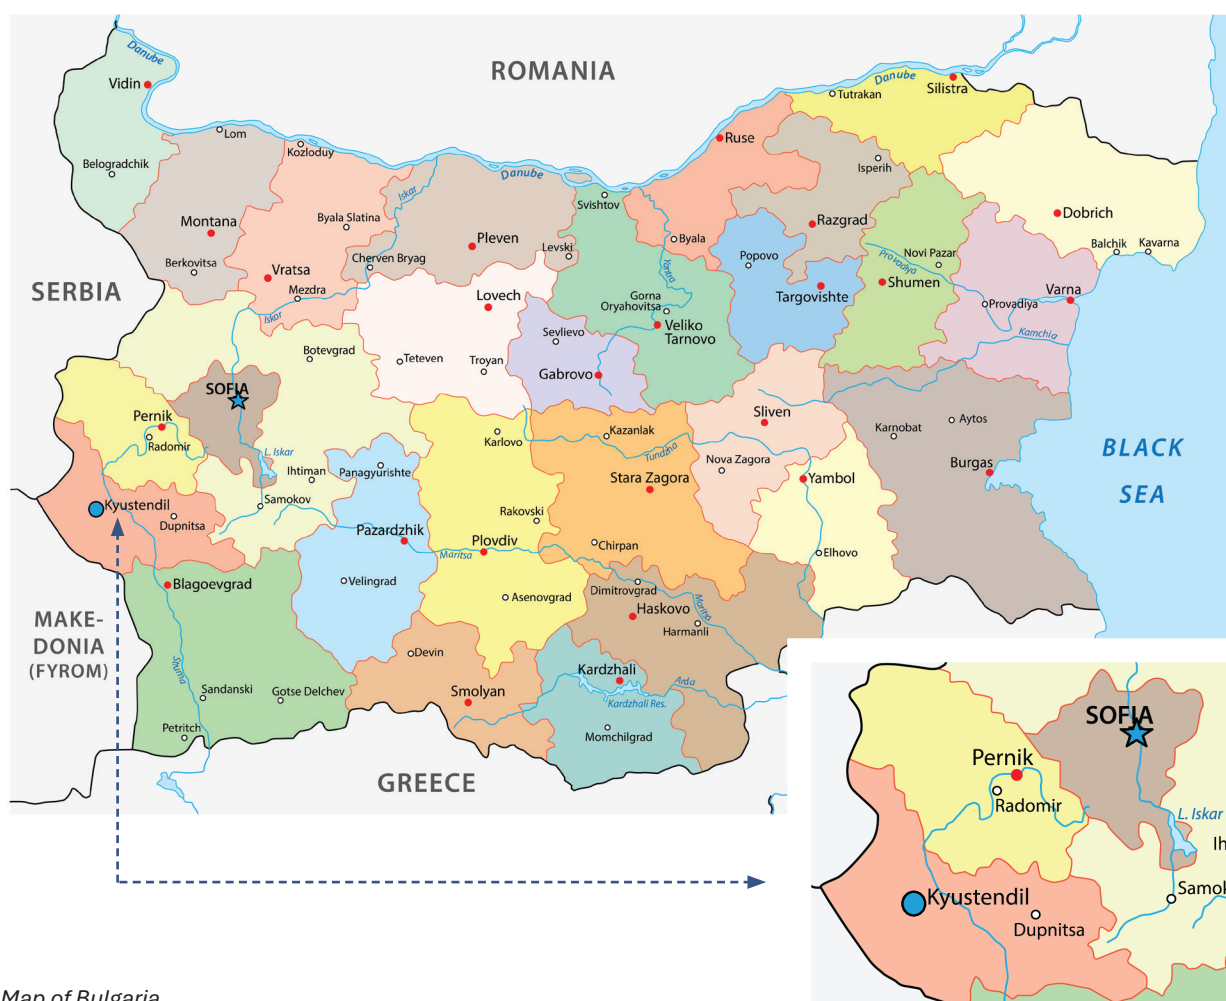 Danube
Vidin
ROMANIA
Danube
Tutrakan
Silistra
Lom
Kozloduy
Ruse
Belogradchik
Isperih
Danube
Iskar
Svishtov
Montana
Byala Slatina
Pleven
Levski
Byala
Razgrad
Dobrich
Berkovitsa
Vratsa
Cherven Bryag
Yantra
Popovo
Provadiya
Novi Pazar
Balchik
Kavarna
SERBIA
Mezdra
Iskar
Lovech
Gorna
Oryahovitsa
Targovishte
Shumen
Provadiya
Varna
Sevlievo
Veliko
Tarnovo
Kamchia
Botevgrad
Teteven
Troyan
Gabrovo
SOFIA
Pernik
Radomir
L. Iskar
Karlovo
Kazanlak
Tundzha
Sliven
Karnobat
Aytos
BLACK
SEA
Ihtiman
Panagyurishte
Stara Zagora
Nova Zagora
Yambol
Burgas
Kyustendil
Samokov
Dupnitsa
Rakovski
Pazardzhik
Maritsa
Plovdiv
Chirpan
Elhovo
Blagoevgrad
Velingrad
Asenovgrad
Dimitrovgrad
Maritsa
Haskovo
Harmanli
MAKE-
DONIA
(FYROM)
Struma
Devin
Kardzhali
Arda
Sandanski
Gotse Delchev
Smolyan
Kardzhali Res.
Petritch
Momchilgrad
GREECE
SOFIA
Pernik
Radomir
L. Iskar
Ih
Kyustendil
Samok
Dupnitsa
Map of Bulgaria